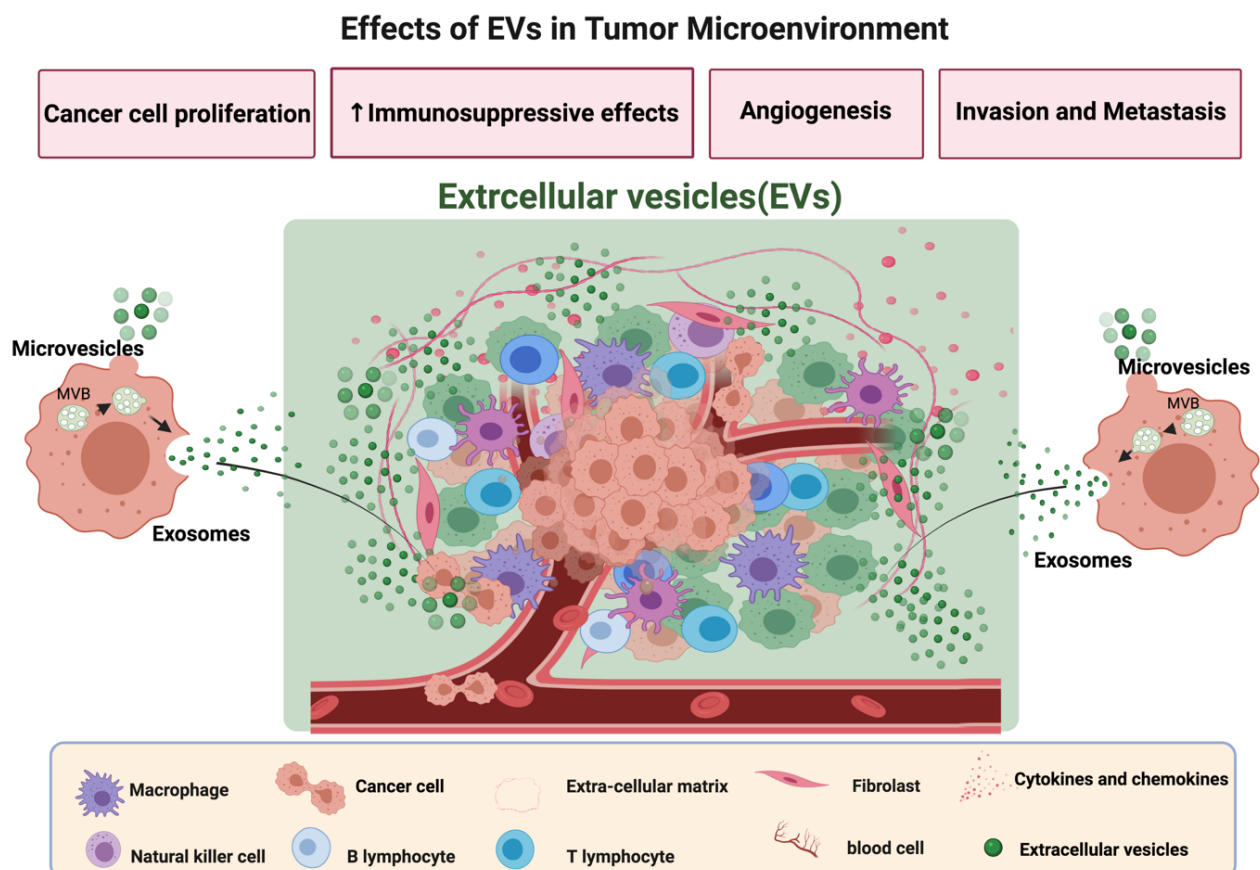 Effects of EVs in Tumor Microenvironment
Cancer cell proliferation
↑Immunosuppressive effects
Angiogenesis
Invasion and Metastasis
Extrcellular vesicles(EVs)
Microvesicles
MVB
Exosomes
Microvesicles
MVB
Exosomes
Macrophage
Cancer cell
Extra-cellular matrix
Fibrolast
Cytokines and chemokines
Natural killer cell
B lymphocyte
T lymphocyte
blood cell
Extracellular vesicles